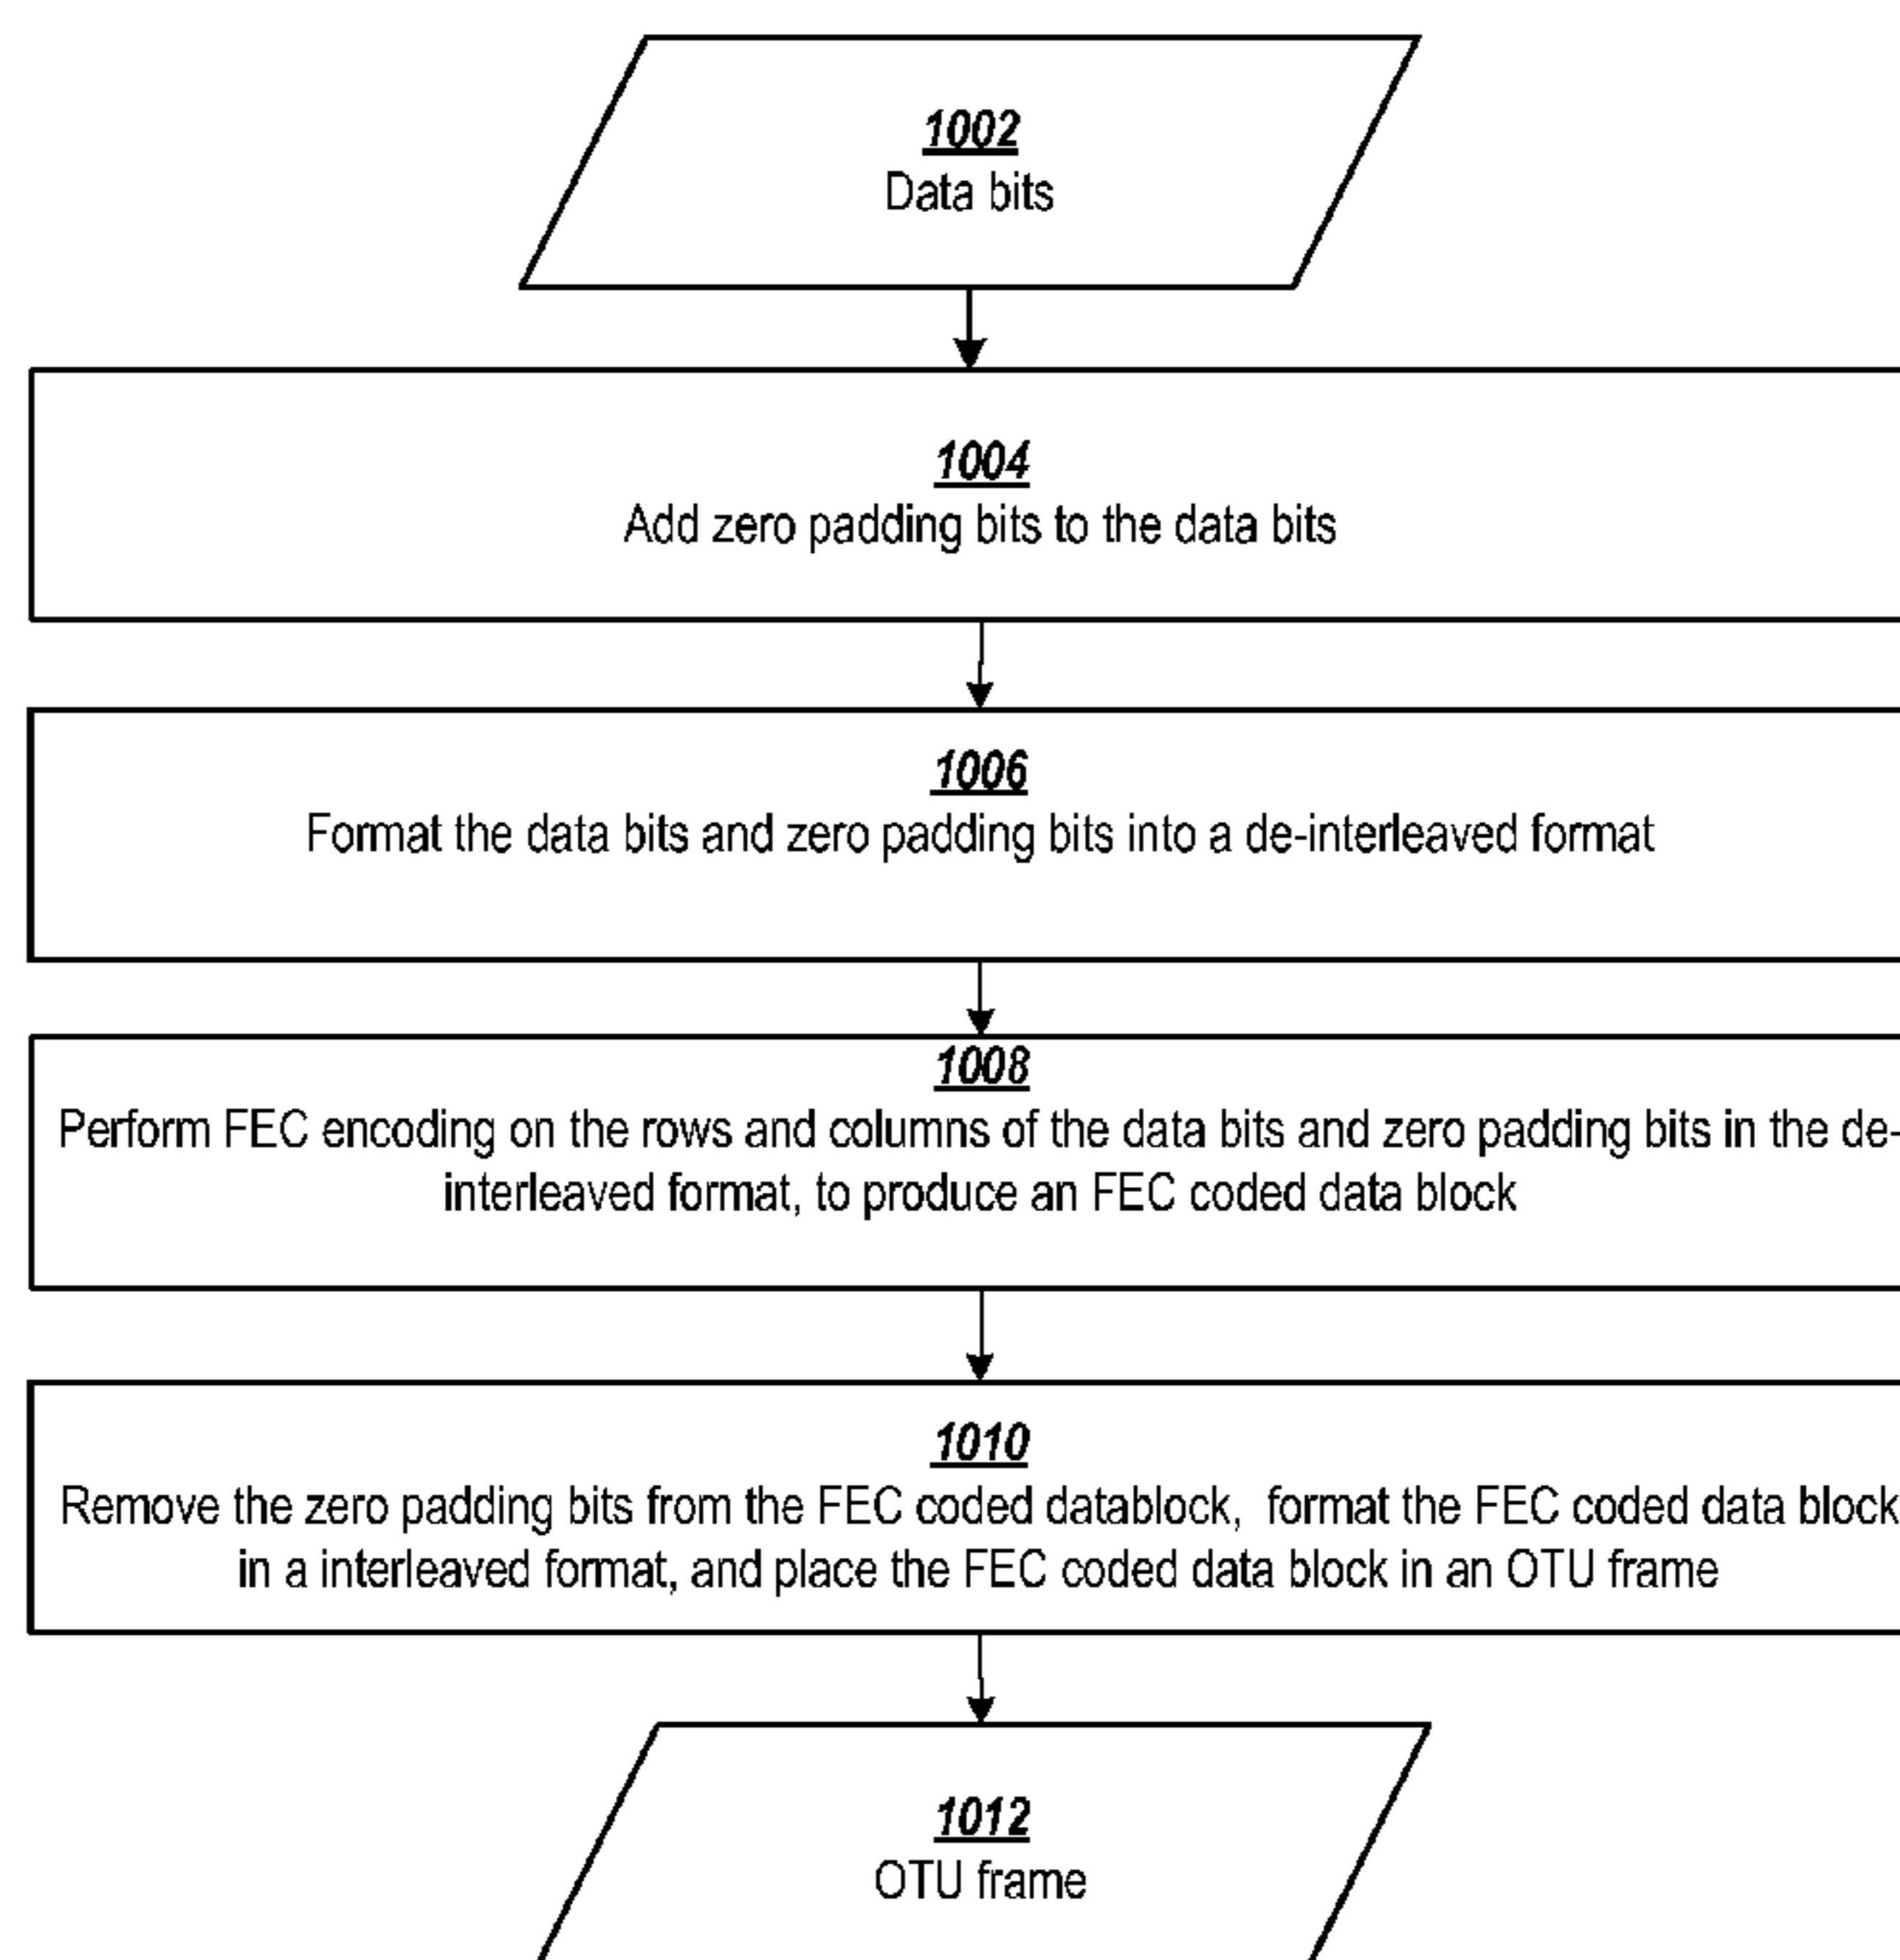 1002
Data bits
1004
Add zero padding bits to the data bits
1006
Format the data bits and zero padding bits into a de-interleaved format
1008
Perform FEC encoding on the rows and columns of the data bits and zero padding bits in the de-
interleaved format, to produce an FEC coded data block
1010
Remove the zero padding bits from the FEC coded datablock, format the FEC coded data block
in a interleaved format, and place the FEC coded data block in an OTU frame
1012
OTU frame